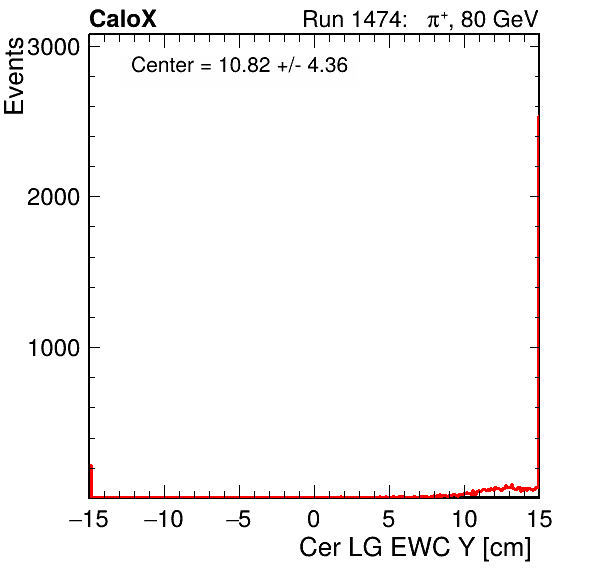 CaloX
Run 1474: π⁺, 80 GeV
Center = 10.82 +/- 4.36
Events
3000
2000
1000
−15 −10 −5 0 5 10 15
Cer LG EWC Y [cm]